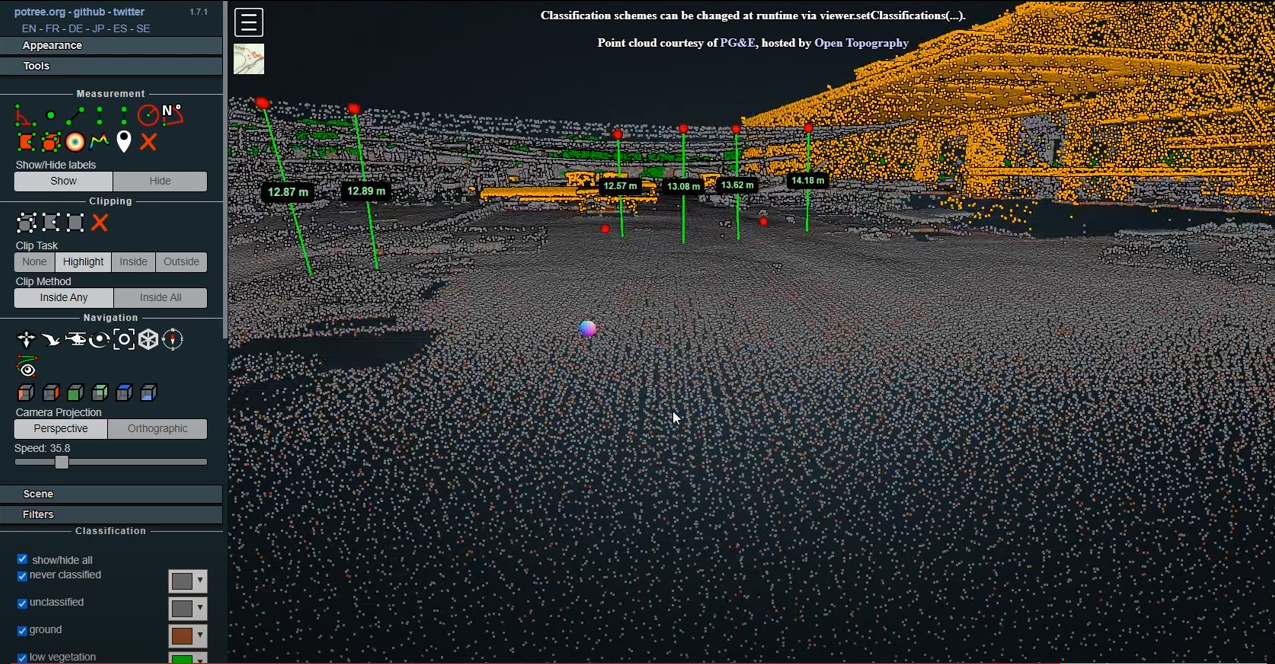 potree.org - github - twitter 1.7.1
EN - FR - DE - JP - ES - SE
Appearance
Tools
Measurement
N°
Show/Hide labels
Show Hide
Clipping
Clip Task
None Highlight Inside Outside
Clip Method
Inside Any Inside All
Navigation
Camera Projection
Perspective Orthographic
Speed: 35.8
Scene
Filters
Classification
show/hide all
never classified
unclassified
ground
low vegetation
Classification schemes can be changed at runtime via viewer.setClassifications(...).
Point cloud courtesy of PG&E, hosted by Open Topography
12.87 m
12.89 m
12.57 m
13.08 m
13.62 m
14.18 m